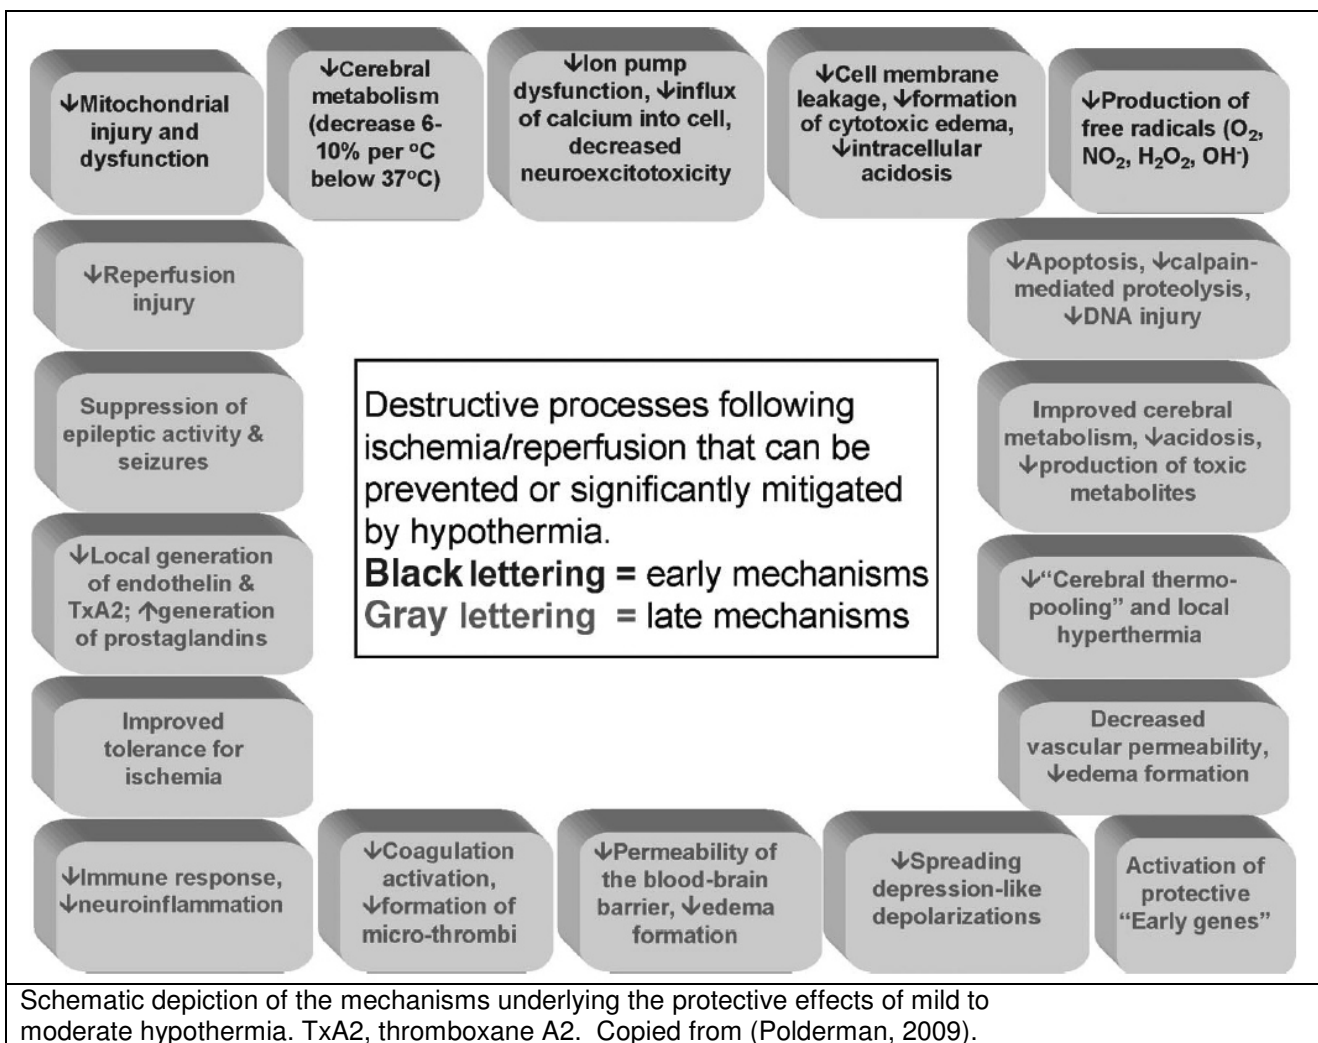 ↓Mitochondrial
injury and
dysfunction
↓Cerebral
metabolism
(decrease 6-
10% per ºC
below 37ºC)
↓Ion pump
dysfunction, ↓influx
of calcium into cell,
decreased
neuroexcitotoxicity
↓Cell membrane
leakage, ↓formation
of cytotoxic edema,
↓intracellular
acidosis
↓Production of
free radicals (O₂,
NO₂, H₂O₂, OH⁻)
↓Reperfusion
injury
↓Apoptosis, ↓calpain-
mediated proteolysis,
↓DNA injury
Suppression of
epileptic activity &
seizures
Destructive processes following
ischemia/reperfusion that can be
prevented or significantly mitigated
by hypothermia.
Black lettering = early mechanisms
Gray lettering = late mechanisms
Improved cerebral
metabolism, ↓acidosis,
↓production of toxic
metabolites
↓Local generation
of endothelin &
TxA2; ↑generation
of prostaglandins
↓“Cerebral thermo-
pooling” and local
hyperthermia
Improved
tolerance for
ischemia
Decreased
vascular permeability,
↓edema formation
↓Immune response,
↓neuroinflammation
↓Coagulation
activation,
↓formation of
micro-thrombi
↓Permeability of
the blood-brain
barrier, ↓edema
formation
↓Spreading
depression-like
depolarizations
Activation of
protective
“Early genes”
Schematic depiction of the mechanisms underlying the protective effects of mild to
moderate hypothermia. TxA2, thromboxane A2. Copied from (Polderman, 2009).